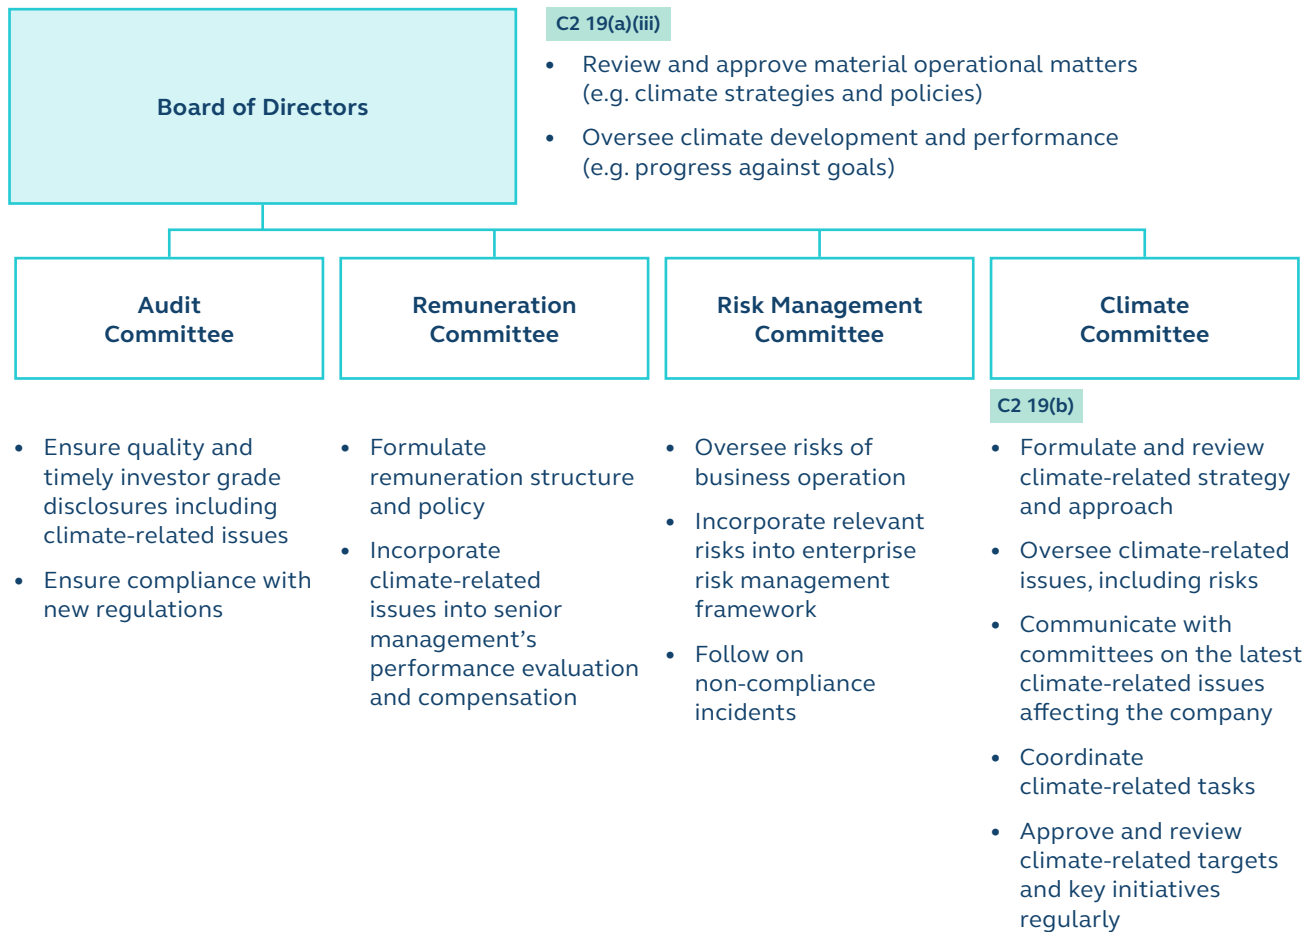 Board of Directors
C2 19(a)(iii)
• Review and approve material operational matters
(e.g. climate strategies and policies)
• Oversee climate development and performance
(e.g. progress against goals)
Audit
Committee
Remuneration
Committee
Risk Management
Committee
Climate
Committee
• Ensure quality and
timely investor grade
disclosures including
climate-related issues
• Ensure compliance with
new regulations
• Formulate
remuneration structure
and policy
• Incorporate
climate-related
issues into senior
management’s
performance evaluation
and compensation
• Oversee risks of
business operation
• Incorporate relevant
risks into enterprise
risk management
framework
• Follow on
non-compliance
incidents
C2 19(b)
• Formulate and review
climate-related strategy
and approach
• Oversee climate-related
issues, including risks
• Communicate with
committees on the latest
climate-related issues
affecting the company
• Coordinate
climate-related tasks
• Approve and review
climate-related targets
and key initiatives
regularly